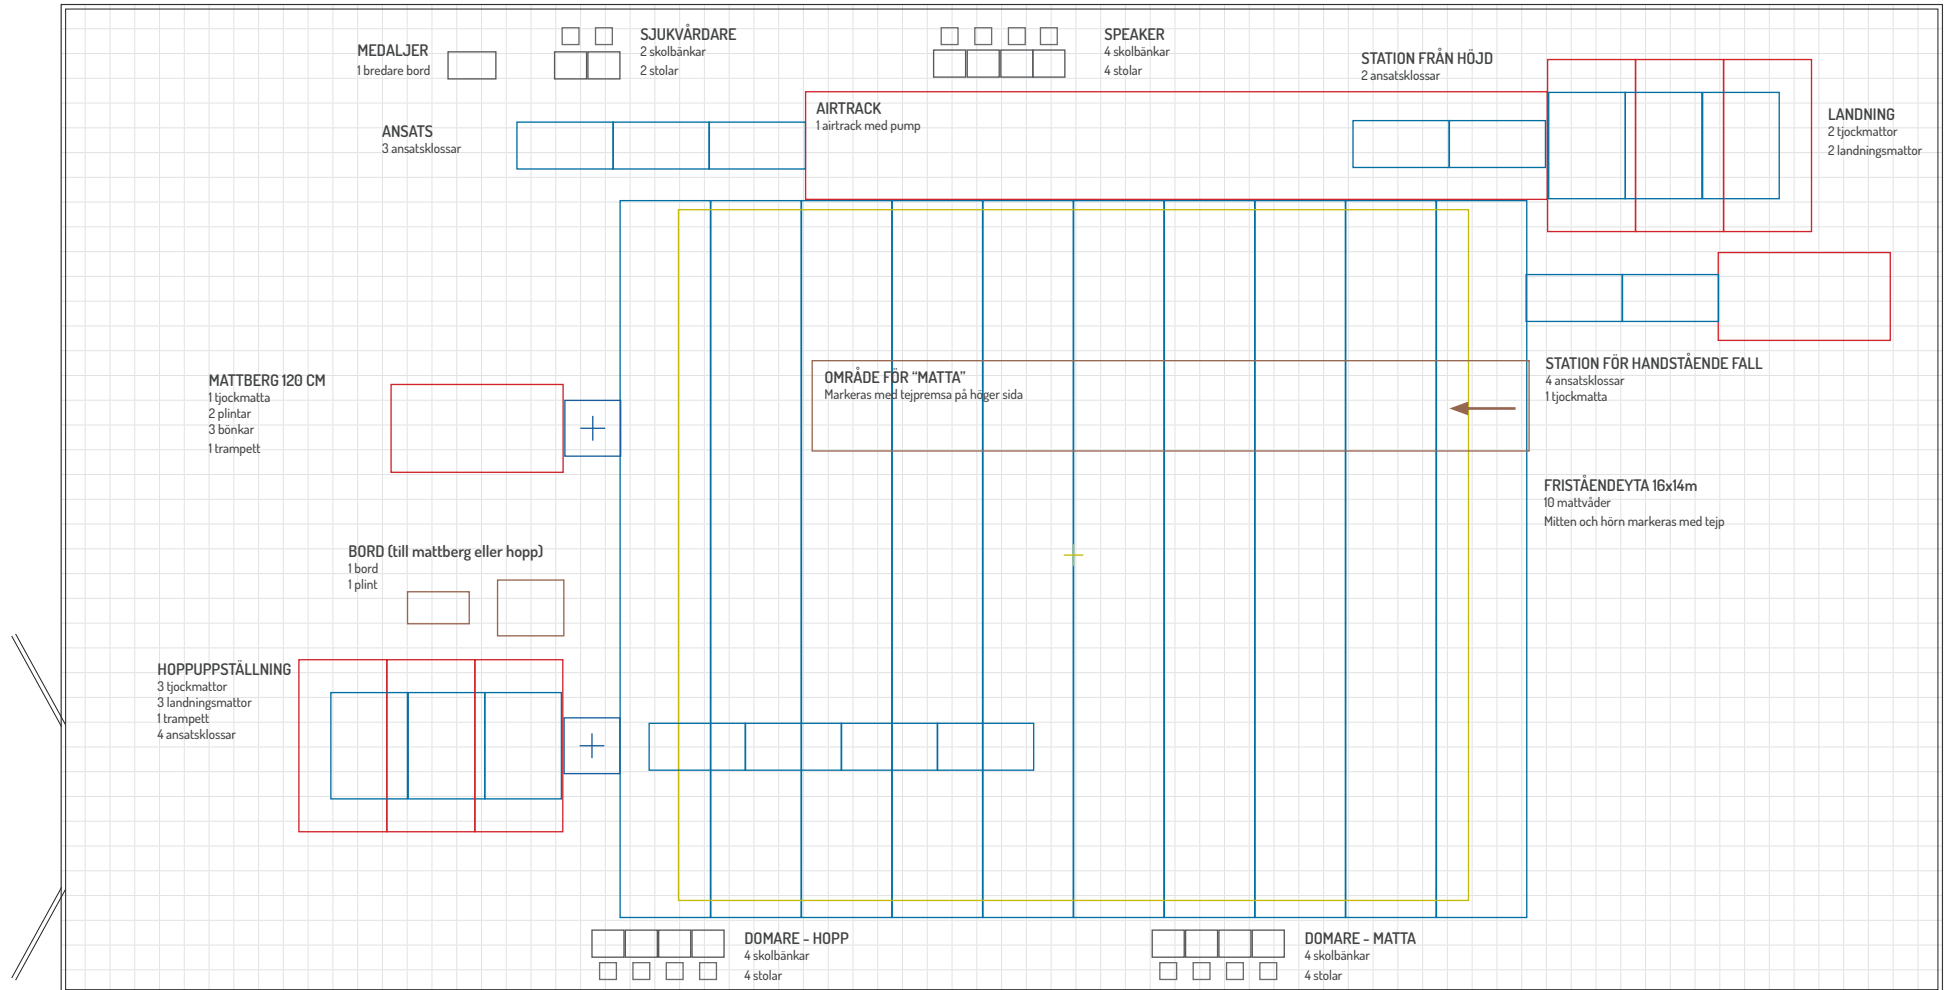 MEDALJER
1 bredare bord
SJUKVÅRDARE
2 skolbänkar
2 stolar
SPEAKER
4 skolbänkar
4 stolar
STATION FRÅN HÖJD
2 ansatsklossar
LANDNING
2 tjockmattor
2 landningsmattor
ANSATS
3 ansatsklossar
AIRTRACK
1 airtrack med pump
MATTBERG 120 CM
1 tjockmatta
2 plintar
3 bönkar
1 trampett
OMRÅDE FÖR “MATTA”
Markeras med tejpremsa på höger sida
STATION FÖR HANDSTÅENDE FALL
4 ansatsklossar
1 tjockmatta
FRISTÅENDEYTA 16x14m
10 mattvåder
Mitten och hörn markeras med tejp
BORD (till mattberg eller hopp)
1 bord
1 plint
HOPPUPPSTÄLLNING
3 tjockmattor
3 landningsmattor
1 trampett
4 ansatsklossar
DOMARE - HOPP
4 skolbänkar
4 stolar
DOMARE - MATTA
4 skolbänkar
4 stolar